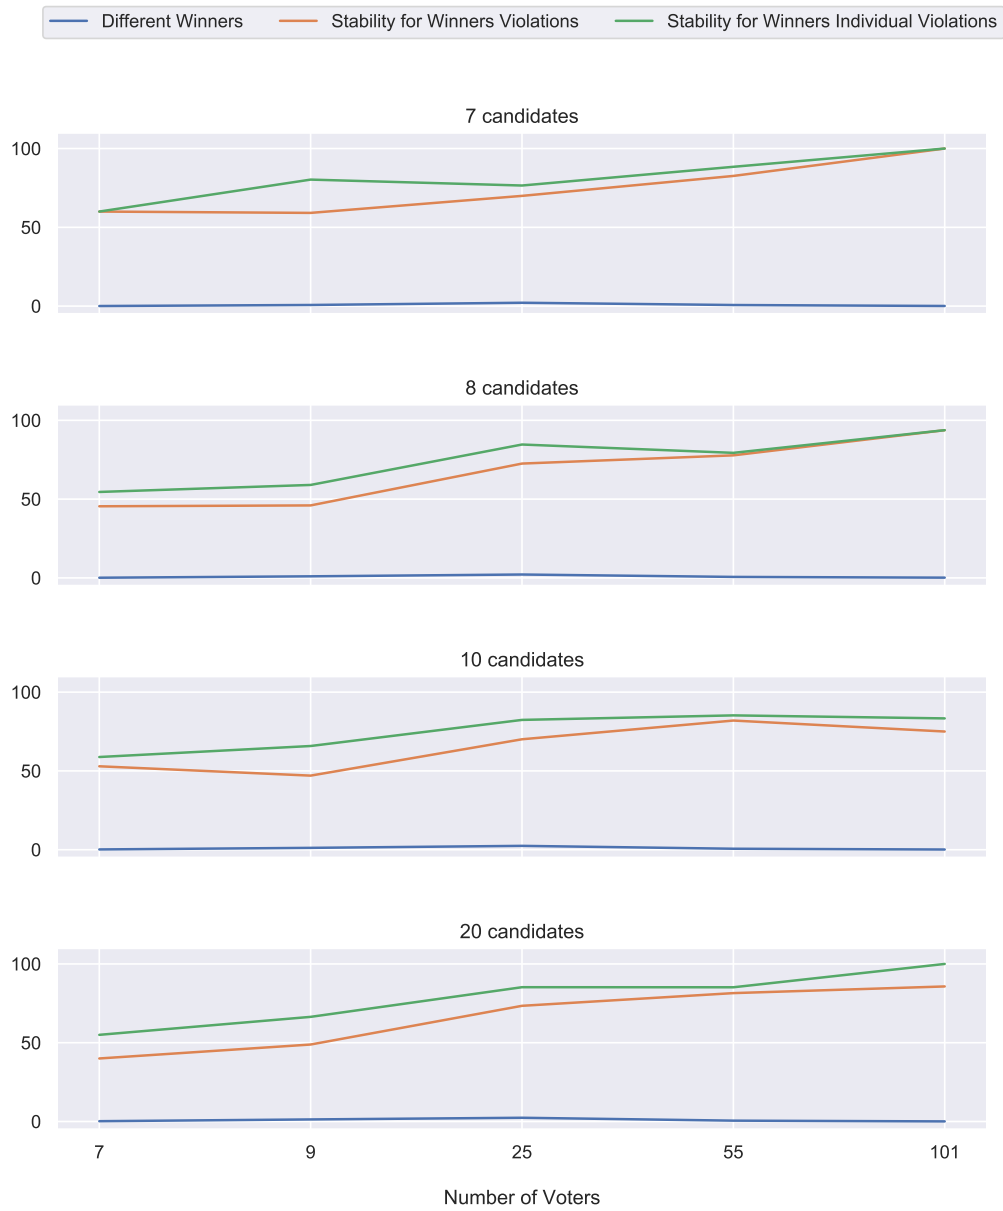 Different Winners Stability for Winners Violations Stability for Winners Individual Violations
7 candidates
100
50
0
8 candidates
100
50
0
10 candidates
100
50
0
20 candidates
100
50
0
7 9 25 55 101
Number of Voters